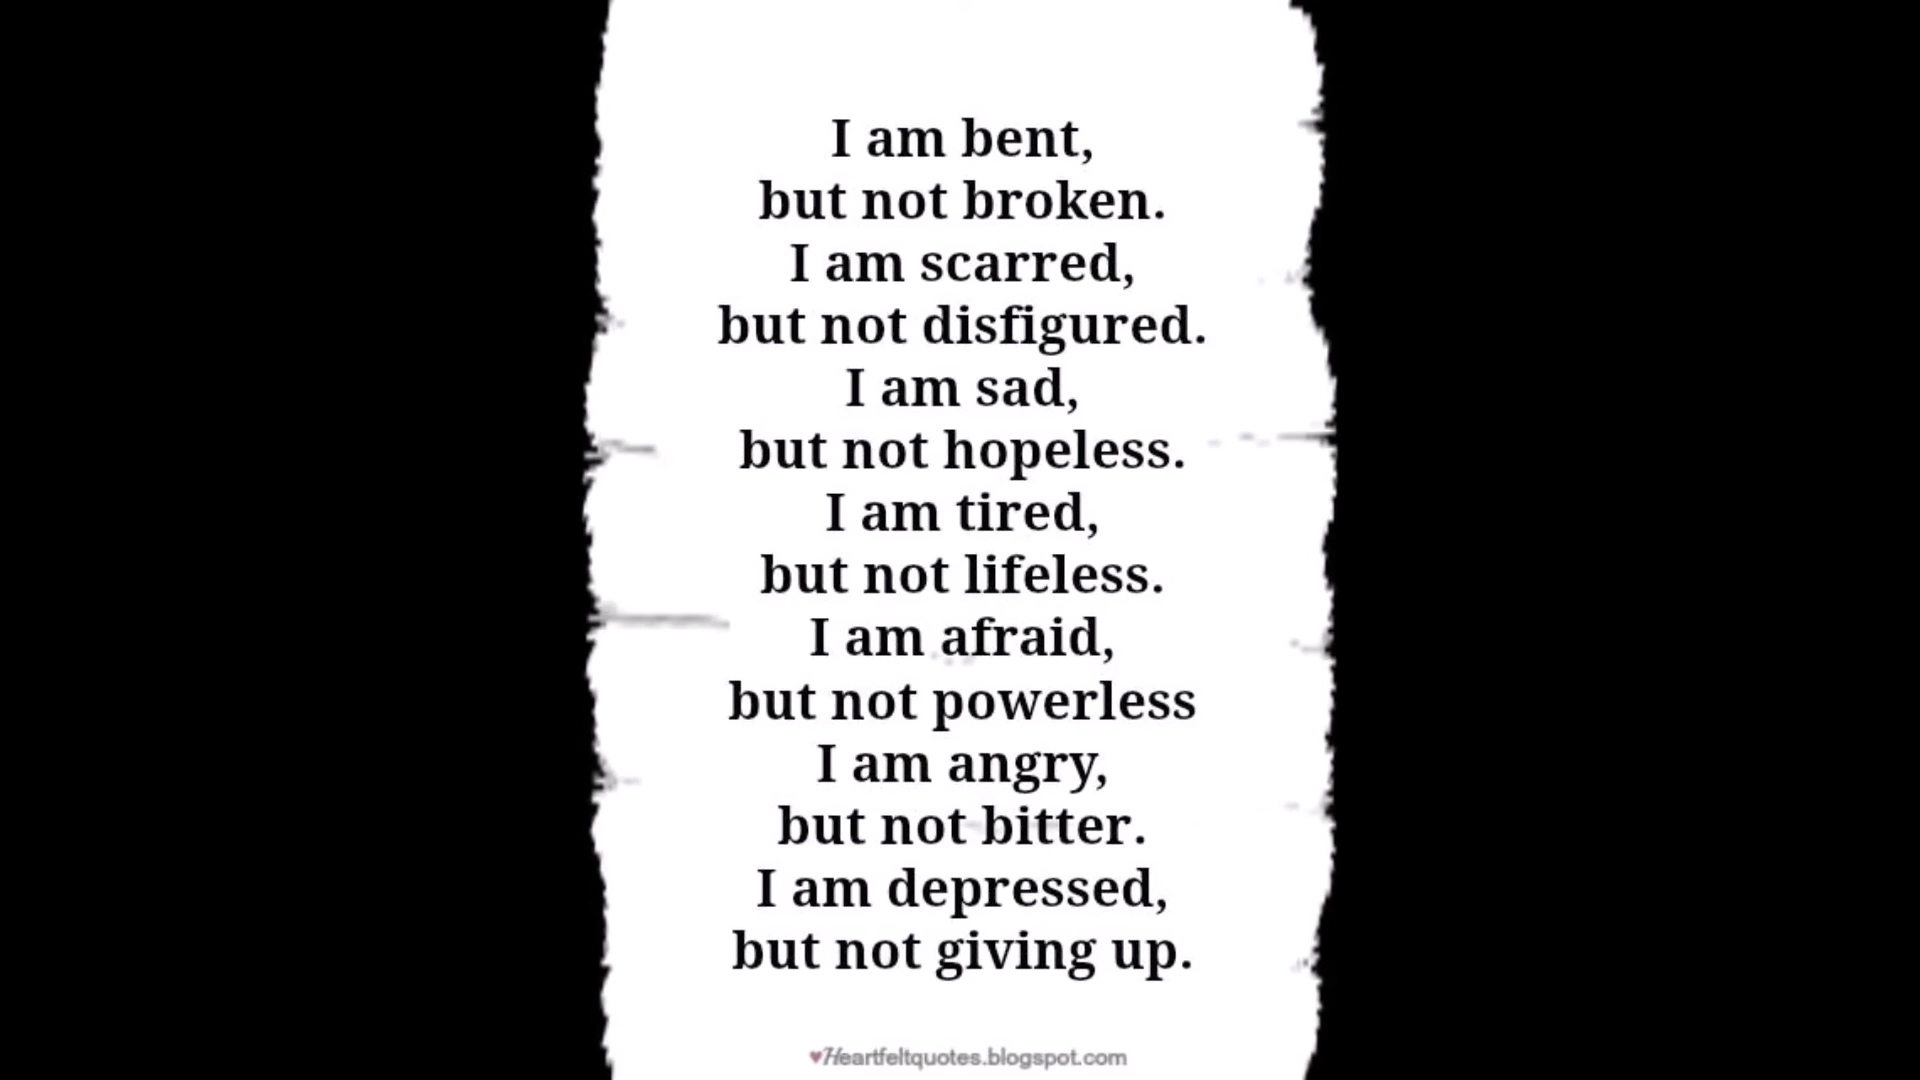 I am bent,
but not broken.
I am scarred,
but not disfigured.
I am sad,
but not hopeless.
I am tired,
but not lifeless.
I am afraid,
but not powerless
I am angry,
but not bitter.
I am depressed,
but not giving up.
♥Heartfeltquotes.blogspot.com